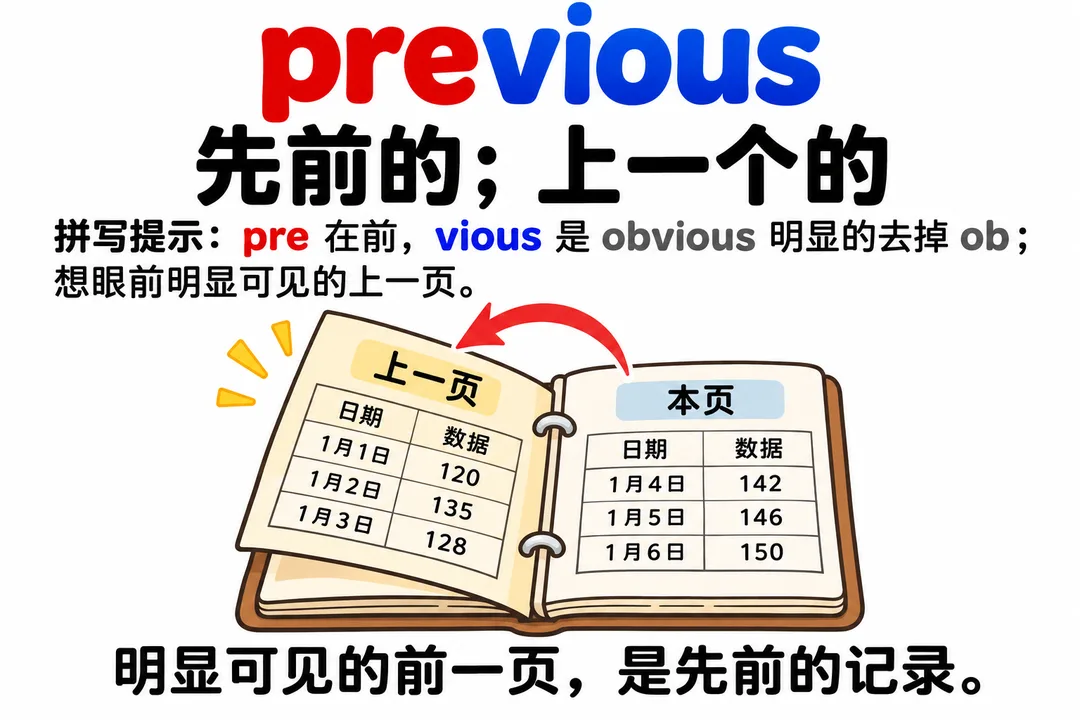 previous
先前的；上一个的
拼写提示：pre 在前，vious 是 obvious 明显的去掉 ob；
想眼前明显可见的上一页。
上一页
日期 数据
1月1日 120
1月2日 135
1月3日 128
本页
日期 数据
1月4日 142
1月5日 146
1月6日 150
明显可见的前一页，是先前的记录。